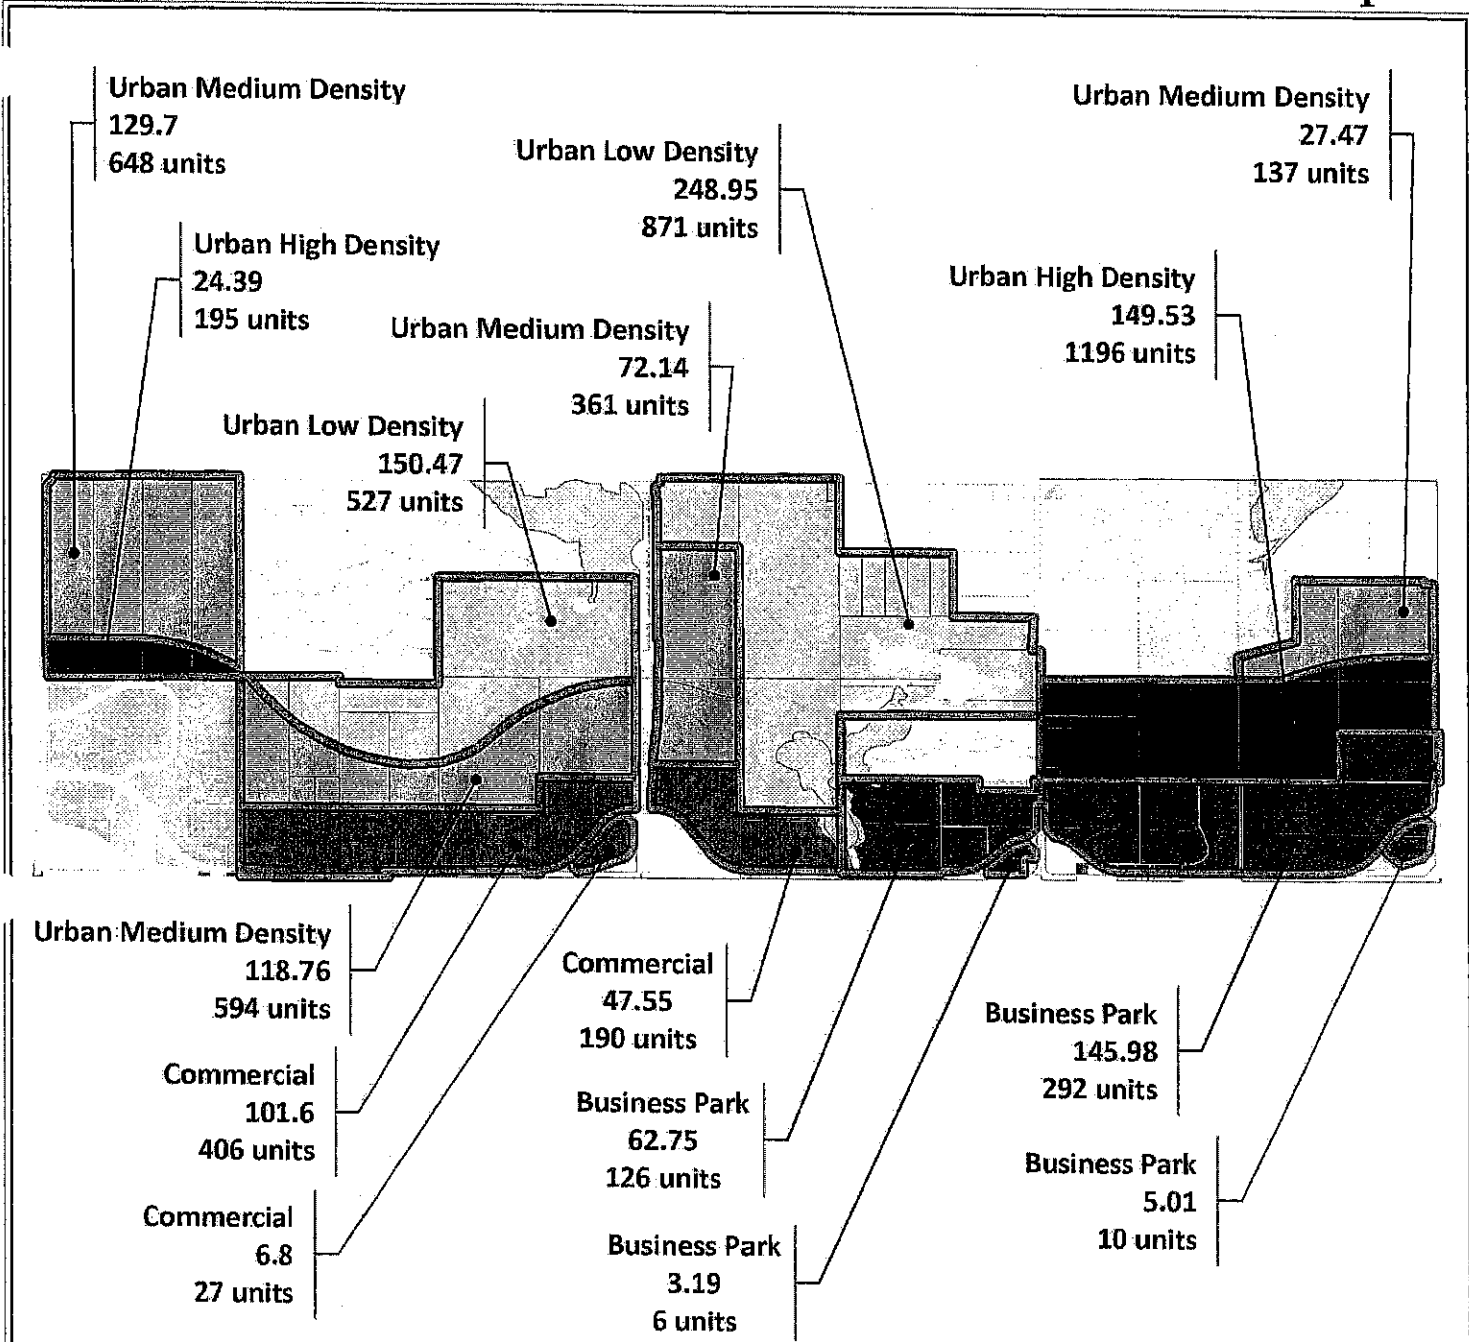 Urban Medium Density
129.7
648 units
Urban High Density
24.39
195 units
Urban Low Density
248.95
871 units
Urban Medium Density
27.47
137 units
Urban High Density
149.53
1196 units
Urban Medium Density
72.14
361 units
Urban Low Density
150.47
527 units
Urban Medium Density
118.76
594 units
Commercial
101.6
406 units
Commercial
6.8
27 units
Commercial
47.55
190 units
Business Park
62.75
126 units
Business Park
3.19
6 units
Business Park
145.98
292 units
Business Park
5.01
10 units